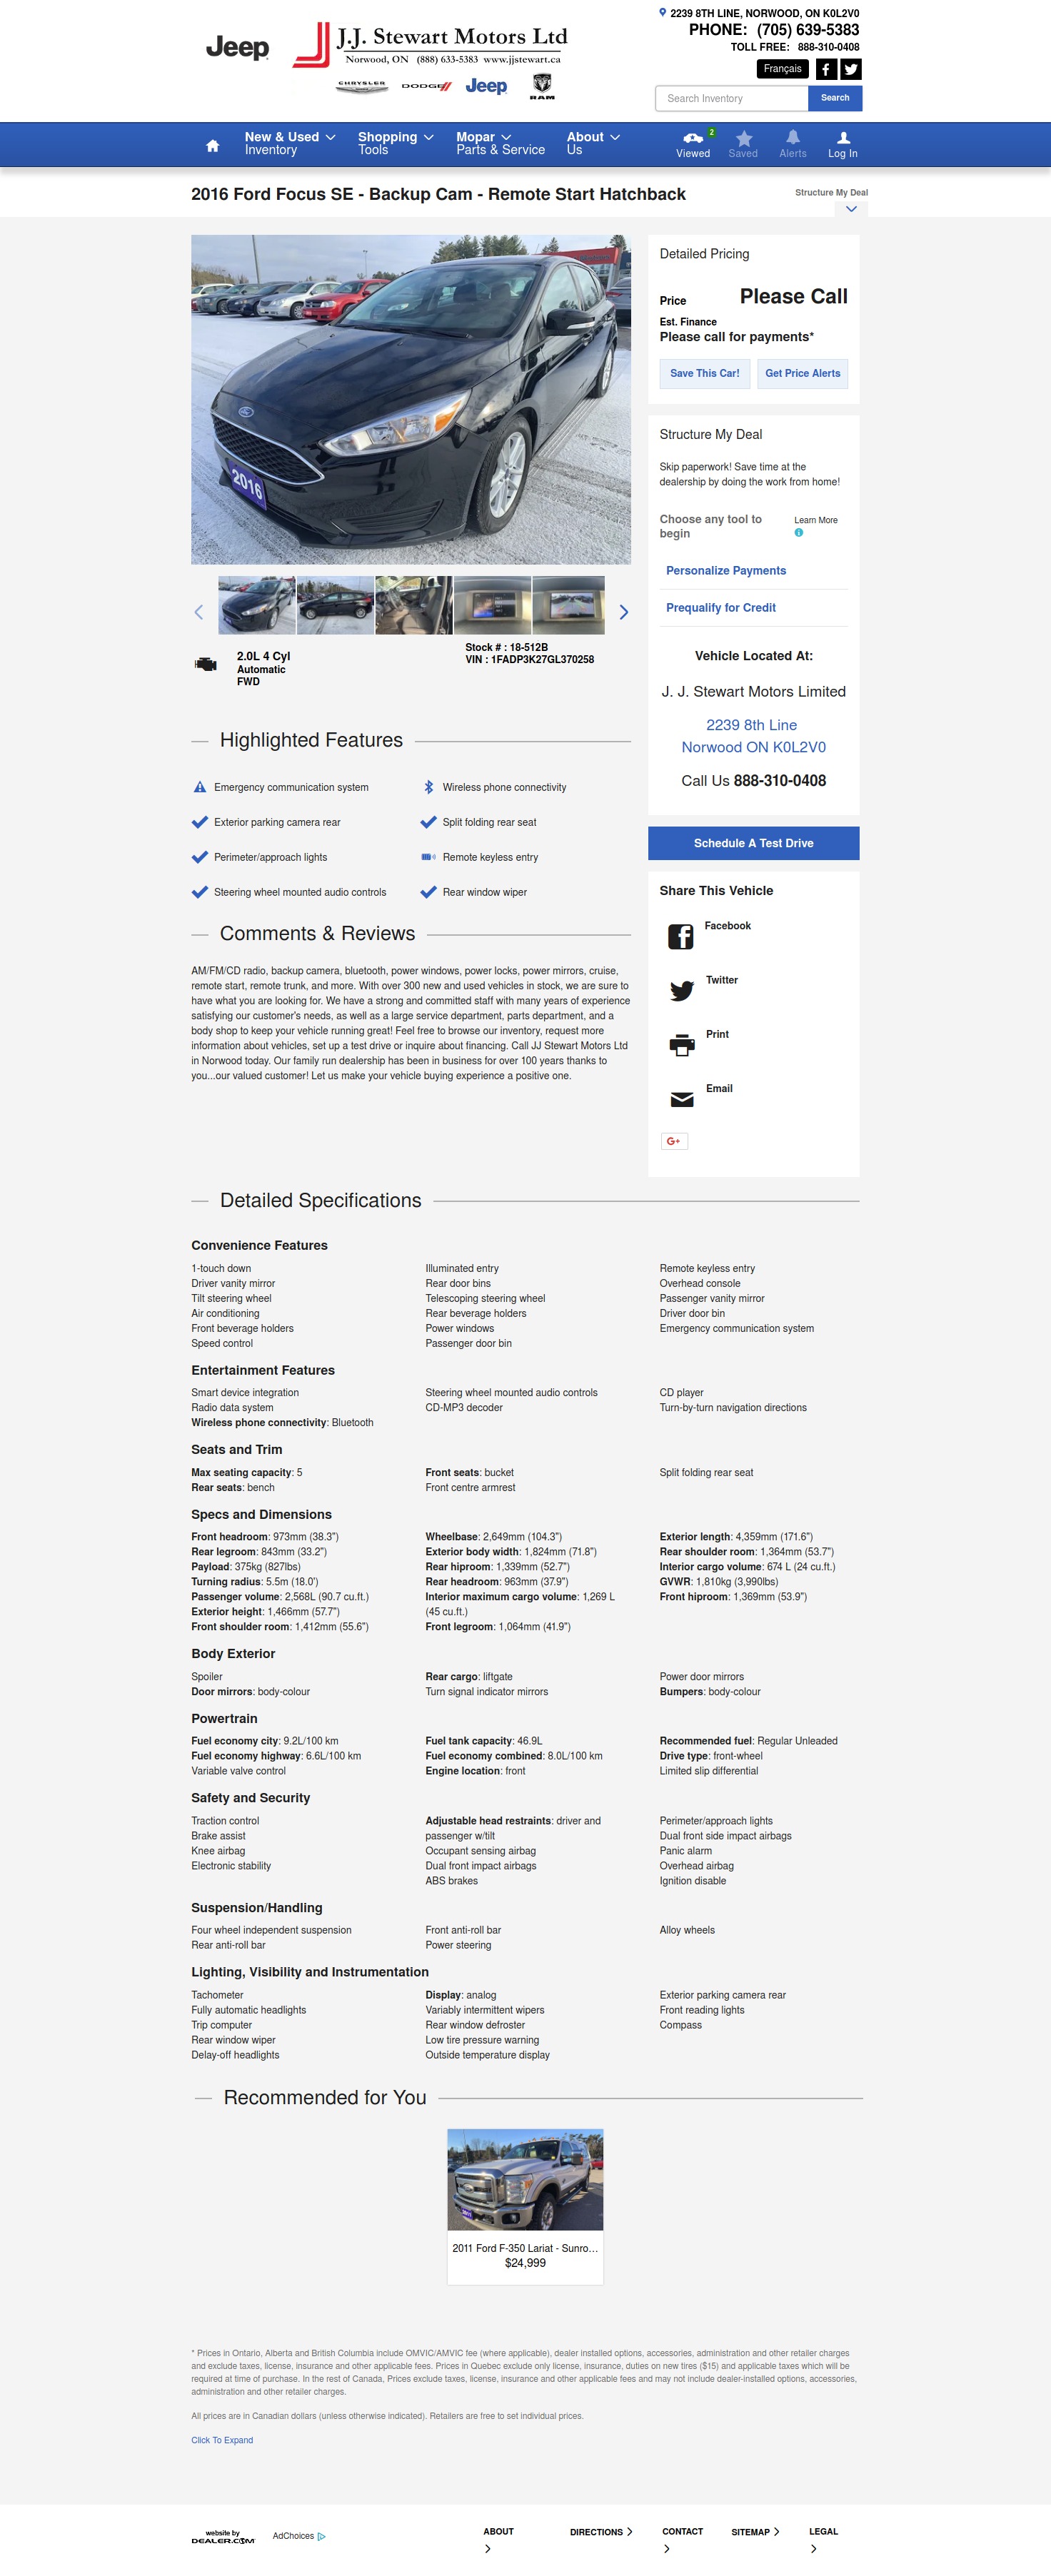 2239 8TH LINE, NORWOOD, ON K0L2V0
PHONE: (705) 639-5383
TOLL FREE: 888-310-0408
Jeep
J.J. Stewart Motors Ltd
Norwood, ON (888) 633-5383 www.jjstewart.ca
CHRYSLER DODGE Jeep RAM
Français
Search Inventory Search
New & Used Inventory
Shopping Tools
Mopar Parts & Service
About Us
2
Viewed Saved Alerts Log In
2016 Ford Focus SE - Backup Cam - Remote Start Hatchback
Structure My Deal
2016
Detailed Pricing
Price Please Call
Est. Finance
Please call for payments*
Save This Car! Get Price Alerts
Structure My Deal
Skip paperwork! Save time at the
dealership by doing the work from home!
Choose any tool to
begin
Learn More
Personalize Payments
Prequalify for Credit
Vehicle Located At:
J. J. Stewart Motors Limited
2239 8th Line
Norwood ON K0L2V0
Call Us 888-310-0408
Schedule A Test Drive
Share This Vehicle
Facebook
Twitter
Print
Email
G+
2.0L 4 Cyl
Automatic
FWD
Stock # : 18-512B
VIN : 1FADP3K27GL370258
Highlighted Features
Emergency communication system Wireless phone connectivity
Exterior parking camera rear Split folding rear seat
Perimeter/approach lights Remote keyless entry
Steering wheel mounted audio controls Rear window wiper
Comments & Reviews
AM/FM/CD radio, backup camera, bluetooth, power windows, power locks, power mirrors, cruise,
remote start, remote trunk, and more. With over 300 new and used vehicles in stock, we are sure to
have what you are looking for. We have a strong and committed staff with many years of experience
satisfying our customer's needs, as well as a large service department, parts department, and a
body shop to keep your vehicle running great! Feel free to browse our inventory, request more
information about vehicles, set up a test drive or inquire about financing. Call JJ Stewart Motors Ltd
in Norwood today. Our family run dealership has been in business for over 100 years thanks to
you...our valued customer! Let us make your vehicle buying experience a positive one.
Detailed Specifications
Convenience Features
1-touch down Illuminated entry Remote keyless entry
Driver vanity mirror Rear door bins Overhead console
Tilt steering wheel Telescoping steering wheel Passenger vanity mirror
Air conditioning Rear beverage holders Driver door bin
Front beverage holders Power windows Emergency communication system
Speed control Passenger door bin
Entertainment Features
Smart device integration Steering wheel mounted audio controls CD player
Radio data system CD-MP3 decoder Turn-by-turn navigation directions
Wireless phone connectivity: Bluetooth
Seats and Trim
Max seating capacity: 5 Front seats: bucket Split folding rear seat
Rear seats: bench Front centre armrest
Specs and Dimensions
Front headroom: 973mm (38.3") Wheelbase: 2,649mm (104.3") Exterior length: 4,359mm (171.6")
Rear legroom: 843mm (33.2") Exterior body width: 1,824mm (71.8") Rear shoulder room: 1,364mm (53.7")
Payload: 375kg (827lbs) Rear hiproom: 1,339mm (52.7") Interior cargo volume: 674 L (24 cu.ft.)
Turning radius: 5.5m (18.0') Rear headroom: 963mm (37.9") GVWR: 1,810kg (3,990lbs)
Passenger volume: 2,568L (90.7 cu.ft.) Interior maximum cargo volume: 1,269 L Front hiproom: 1,369mm (53.9")
Exterior height: 1,466mm (57.7") (45 cu.ft.)
Front shoulder room: 1,412mm (55.6") Front legroom: 1,064mm (41.9")
Body Exterior
Spoiler Rear cargo: liftgate Power door mirrors
Door mirrors: body-colour Turn signal indicator mirrors Bumpers: body-colour
Powertrain
Fuel economy city: 9.2L/100 km Fuel tank capacity: 46.9L Recommended fuel: Regular Unleaded
Fuel economy highway: 6.6L/100 km Fuel economy combined: 8.0L/100 km Drive type: front-wheel
Variable valve control Engine location: front Limited slip differential
Safety and Security
Traction control Adjustable head restraints: driver and Perimeter/approach lights
Brake assist passenger w/tilt Dual front side impact airbags
Knee airbag Occupant sensing airbag Panic alarm
Electronic stability Dual front impact airbags Overhead airbag
ABS brakes Ignition disable
Suspension/Handling
Four wheel independent suspension Front anti-roll bar Alloy wheels
Rear anti-roll bar Power steering
Lighting, Visibility and Instrumentation
Tachometer Display: analog Exterior parking camera rear
Fully automatic headlights Variably intermittent wipers Front reading lights
Trip computer Rear window defroster Compass
Rear window wiper Low tire pressure warning
Delay-off headlights Outside temperature display
Recommended for You
2011 Ford F-350 Lariat - Sunro...
$24,999
* Prices in Ontario, Alberta and British Columbia include OMVIC/AMVIC fee (where applicable), dealer installed options, accessories, administration and other retailer charges
and exclude taxes, license, insurance and other applicable fees. Prices in Quebec exclude only license, insurance, duties on new tires ($15) and applicable taxes which will be
required at time of purchase. In the rest of Canada, Prices exclude taxes, license, insurance and other applicable fees and may not include dealer-installed options, accessories,
administration and other retailer charges.
All prices are in Canadian dollars (unless otherwise indicated). Retailers are free to set individual prices.
Click To Expand
website by
DEALER.COM
AdChoices
ABOUT DIRECTIONS CONTACT SITEMAP LEGAL